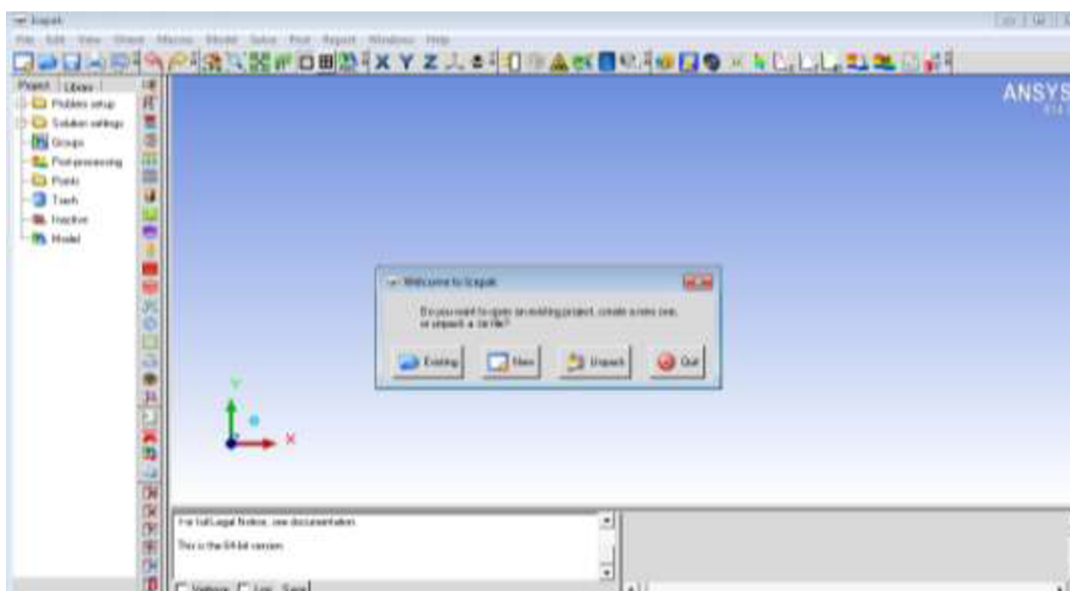 Icepak
File Edit View Orient Macros Model Solve Post Report Windows Help
X Y Z
Project Library
Problem setup
Solution settings
Groups
Post-processing
Points
Trash
Inactive
Model
ANSYS
Welcome to Icepak
Do you want to open an existing project, create a new one,
or unpack a .tzr file?
Existing New Unpack Quit
Y
X
For full Legal Notice, see documentation.
This is the 64-bit version.
Verbose Log Save